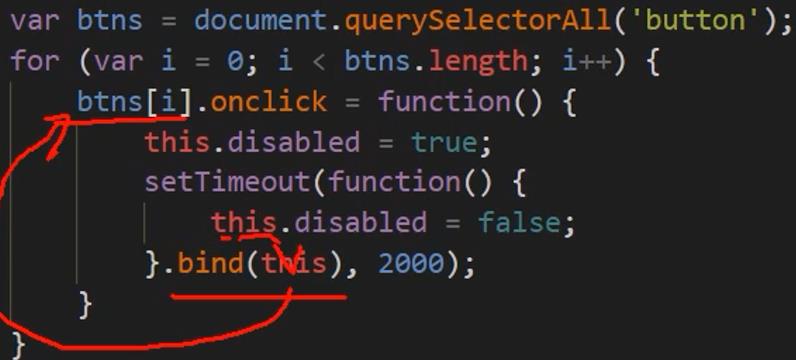 var btns = document.querySelectorAll('button');
for (var i = 0; i < btns.length; i++) {
btns[i].onclick = function() {
this.disabled = true;
setTimeout(function() {
this.disabled = false;
}.bind(this), 2000);
}
}